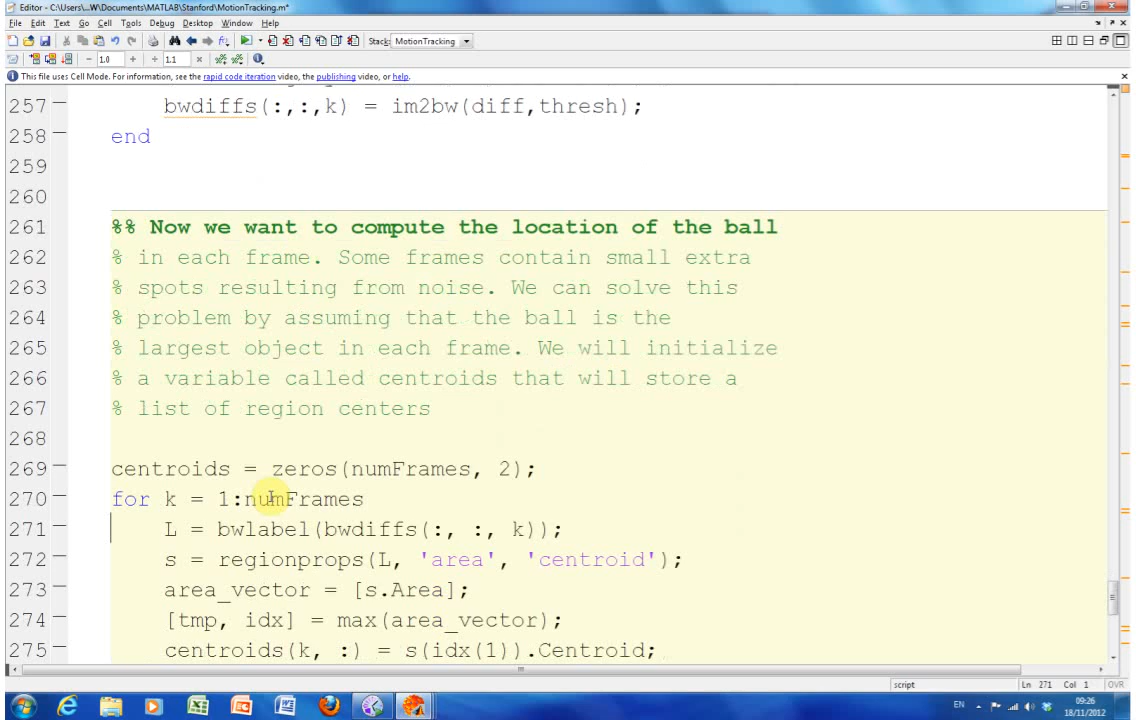 Editor - C:\Users\...W\Documents\MATLAB\Stanford\MotionTracking.m*
File Edit Text Go Cell Tools Debug Desktop Window Help
Stack: MotionTracking
1.0
1.1
This file uses Cell Mode. For information, see the rapid code iteration video, the publishing video, or help.
257 bwdiffs(:,:,k) = im2bw(diff,thresh);
258 end
259
260
261 %% Now we want to compute the location of the ball
262 % in each frame. Some frames contain small extra
263 % spots resulting from noise. We can solve this
264 % problem by assuming that the ball is the
265 % largest object in each frame. We will initialize
266 % a variable called centroids that will store a
267 % list of region centers
268
269 centroids = zeros(numFrames, 2);
270 for k = 1:numFrames
271 L = bwlabel(bwdiffs(:, :, k));
272 s = regionprops(L, 'area', 'centroid');
273 area_vector = [s.Area];
274 [tmp, idx] = max(area_vector);
275 centroids(k, :) = s(idx(1)).Centroid;
script Ln 271 Col 1 OVR
EN 09:26
18/11/2012